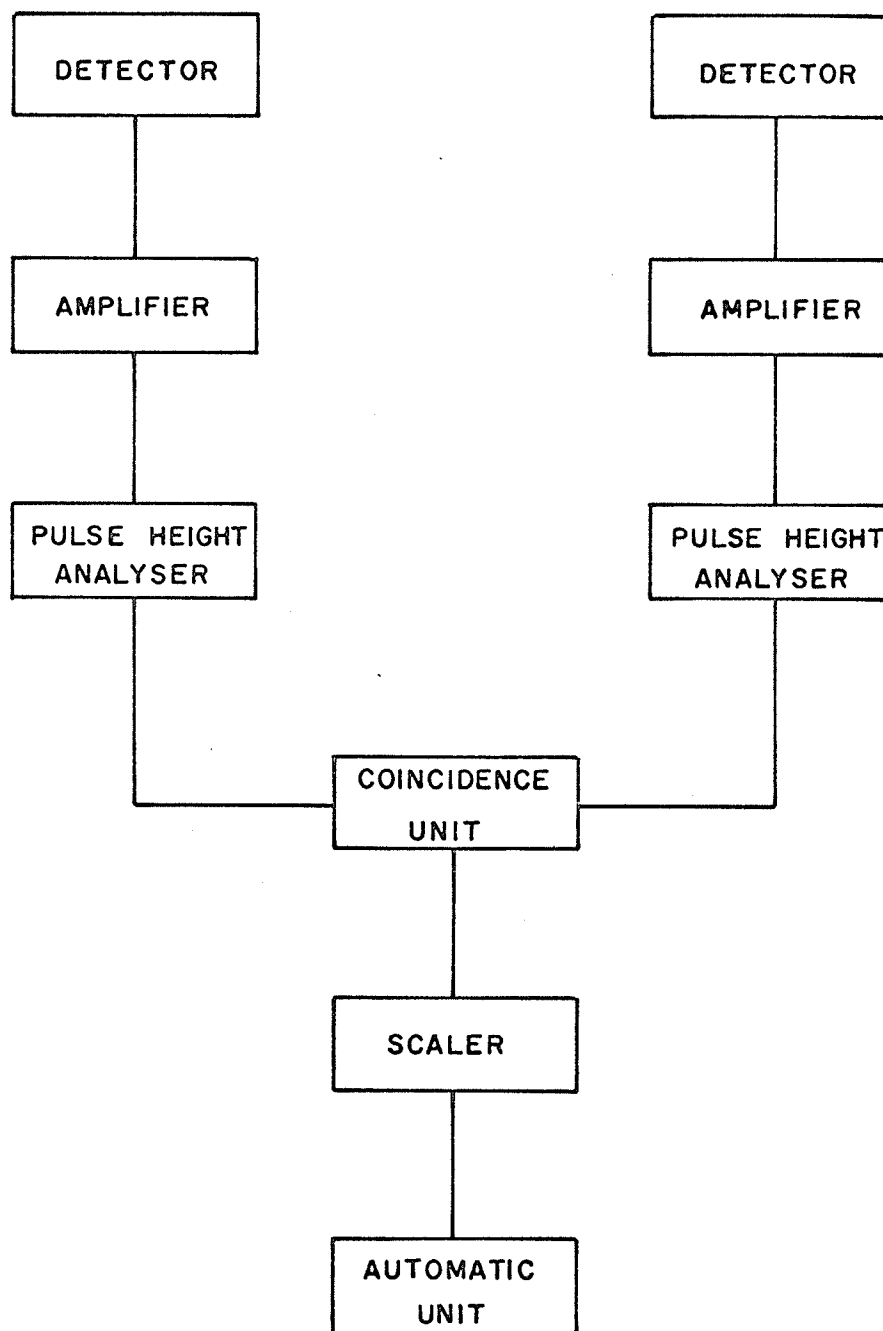 DETECTOR
DETECTOR
AMPLIFIER
AMPLIFIER
PULSE HEIGHT
ANALYSER
PULSE HEIGHT
ANALYSER
COINCIDENCE
UNIT
SCALER
AUTOMATIC
UNIT